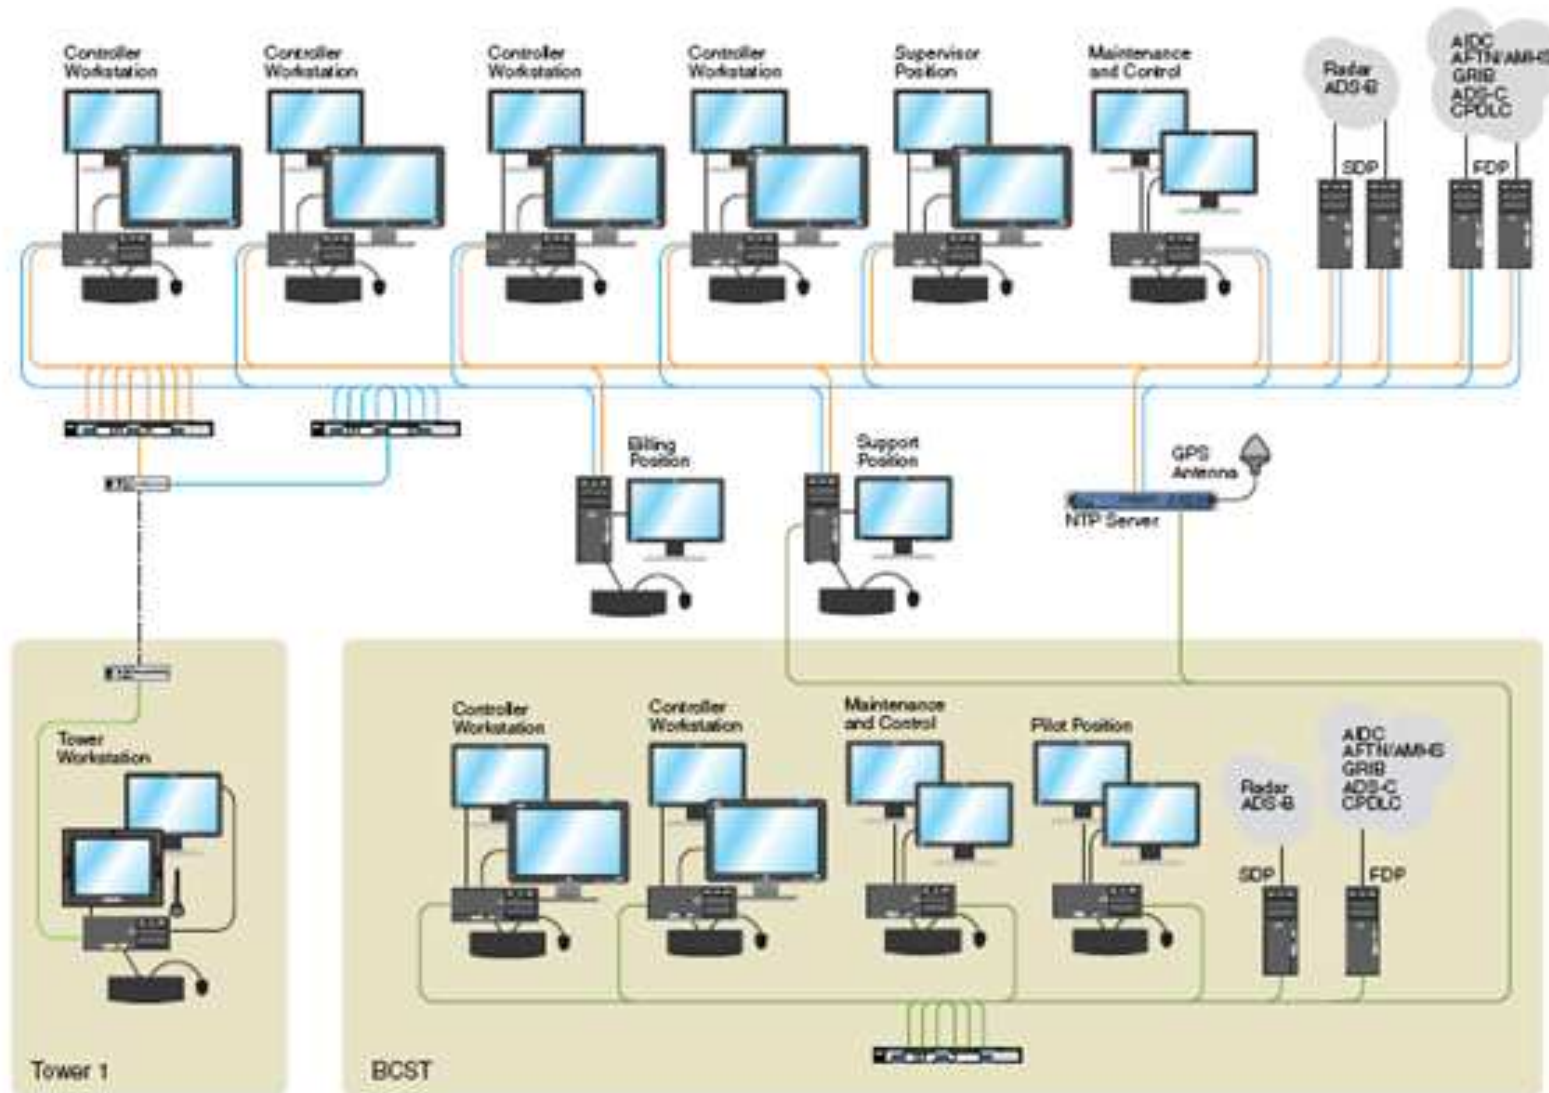 Controller
Workstation
Controller
Workstation
Controller
Workstation
Controller
Workstation
Supervisor
Position
Maintenance
and Control
Radar
ADS-B
AIDC
AFTN/AMHS
GRIB
ADS-C
CPDLC
SDP
FDP
Billing
Position
Support
Position
GPS
Antenna
NTP Server
Tower
Workstation
Tower 1
Controller
Workstation
Controller
Workstation
Maintenance
and Control
Pilot Position
Radar
ADS-B
AIDC
AFTN/AMHS
GRIB
ADS-C
CPDLC
SDP
FDP
BCST